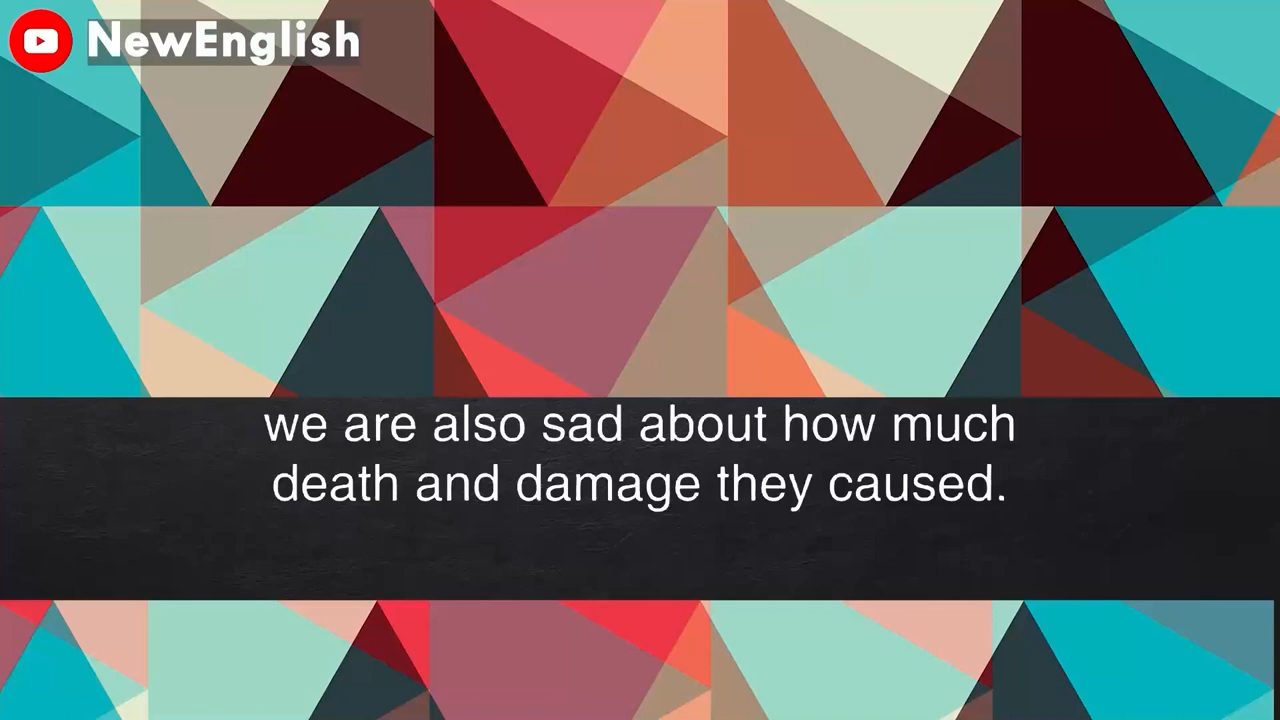 NewEnglish
we are also sad about how much
death and damage they caused.